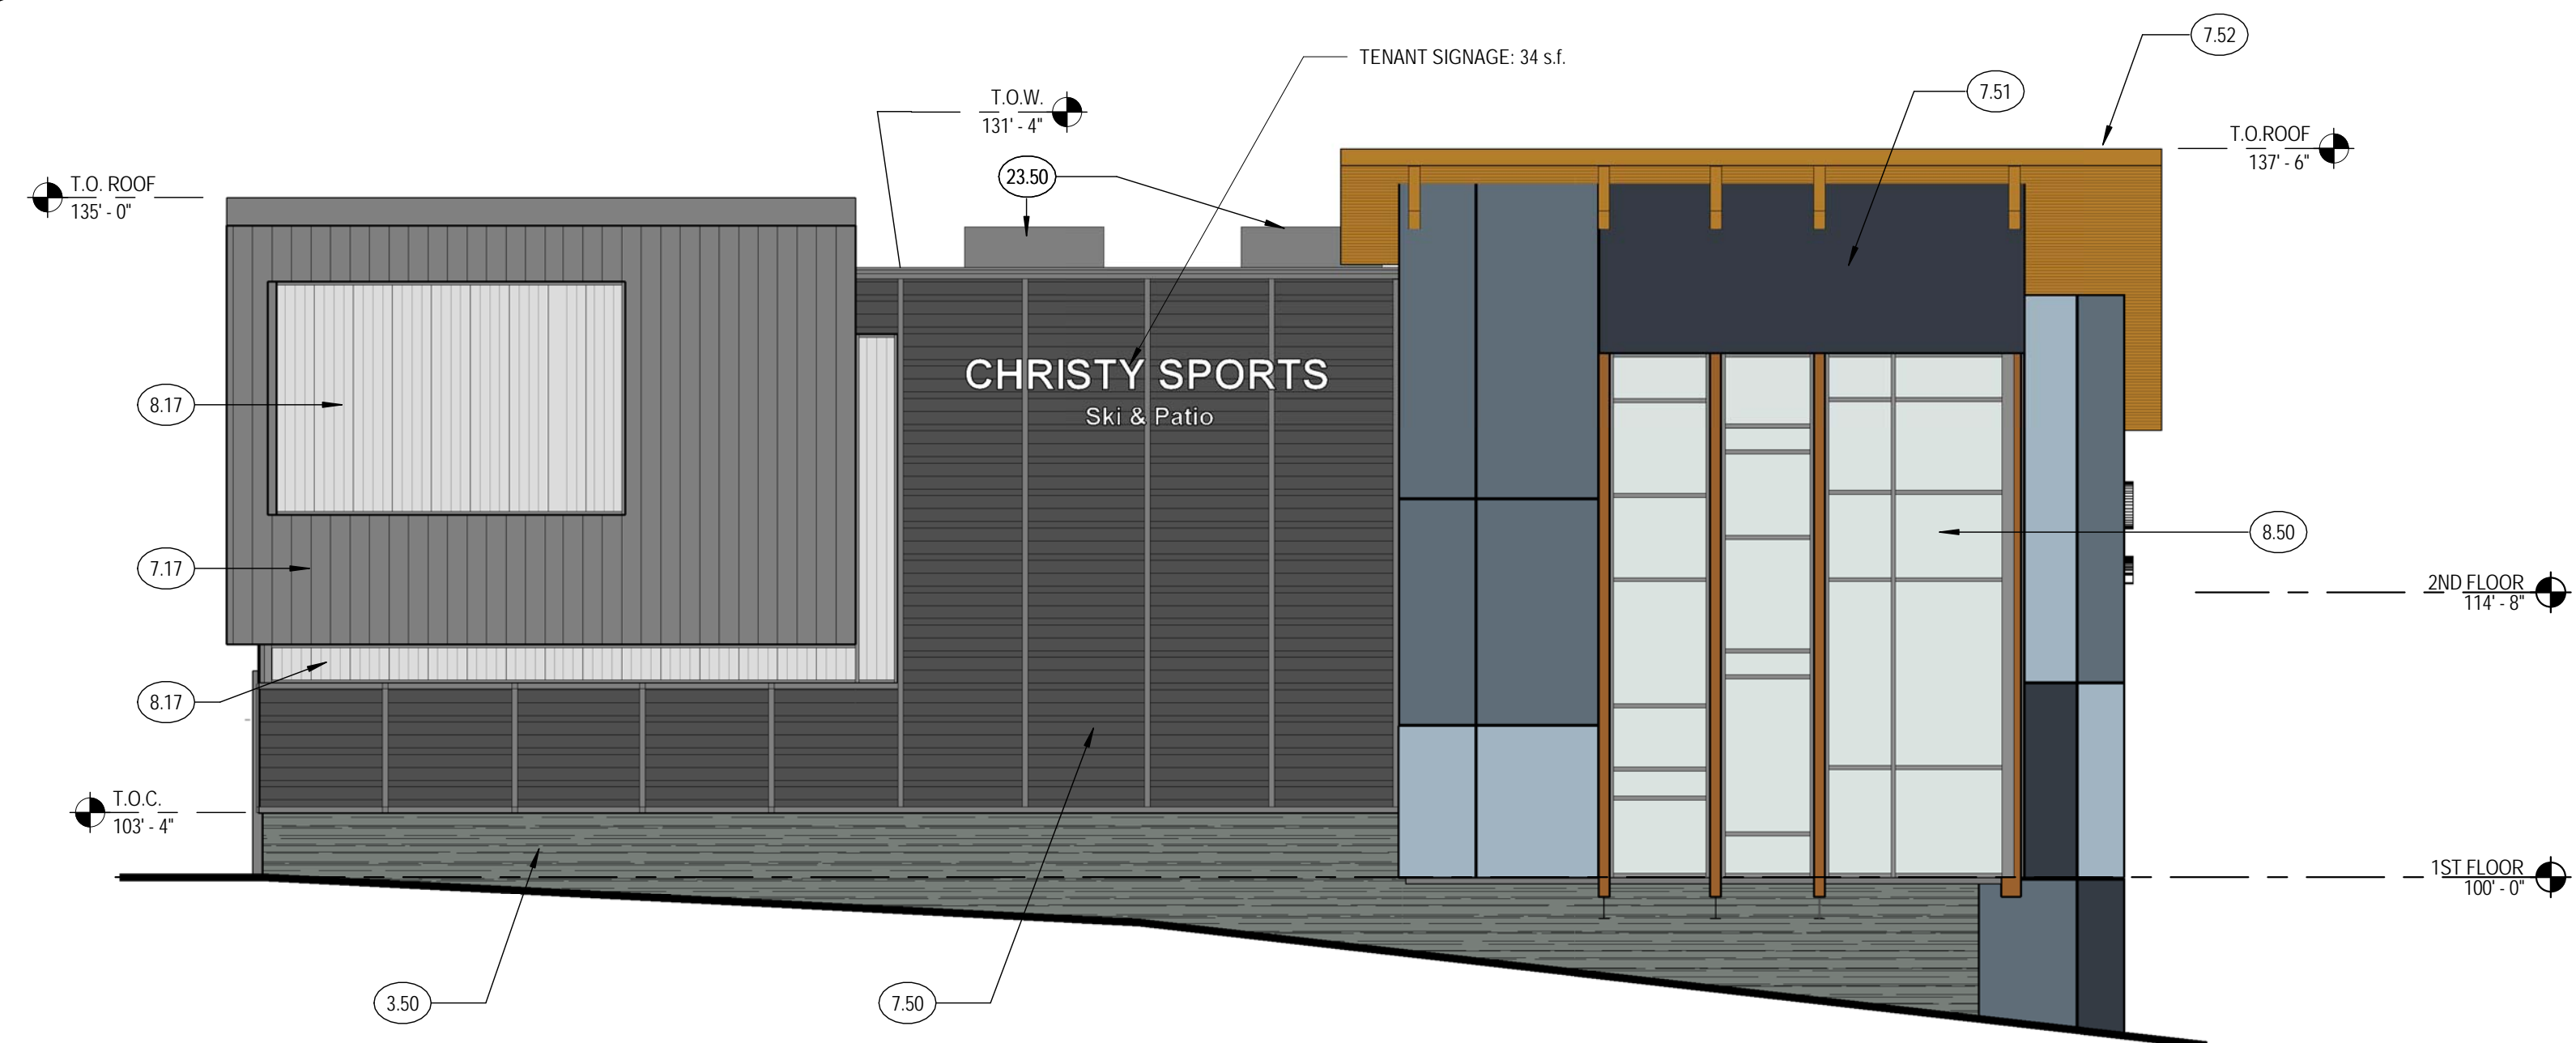 7.52
TENANT SIGNAGE: 34 s.f.
7.51
T.O.W.
131' - 4"
T.O.ROOF
137' - 6"
23.50
T.O. ROOF
135' - 0"
CHRISTY SPORTS
Ski & Patio
8.17
8.50
7.17
2ND FLOOR
114' - 8"
8.17
T.O.C.
103' - 4"
1ST FLOOR
100' - 0"
3.50
7.50